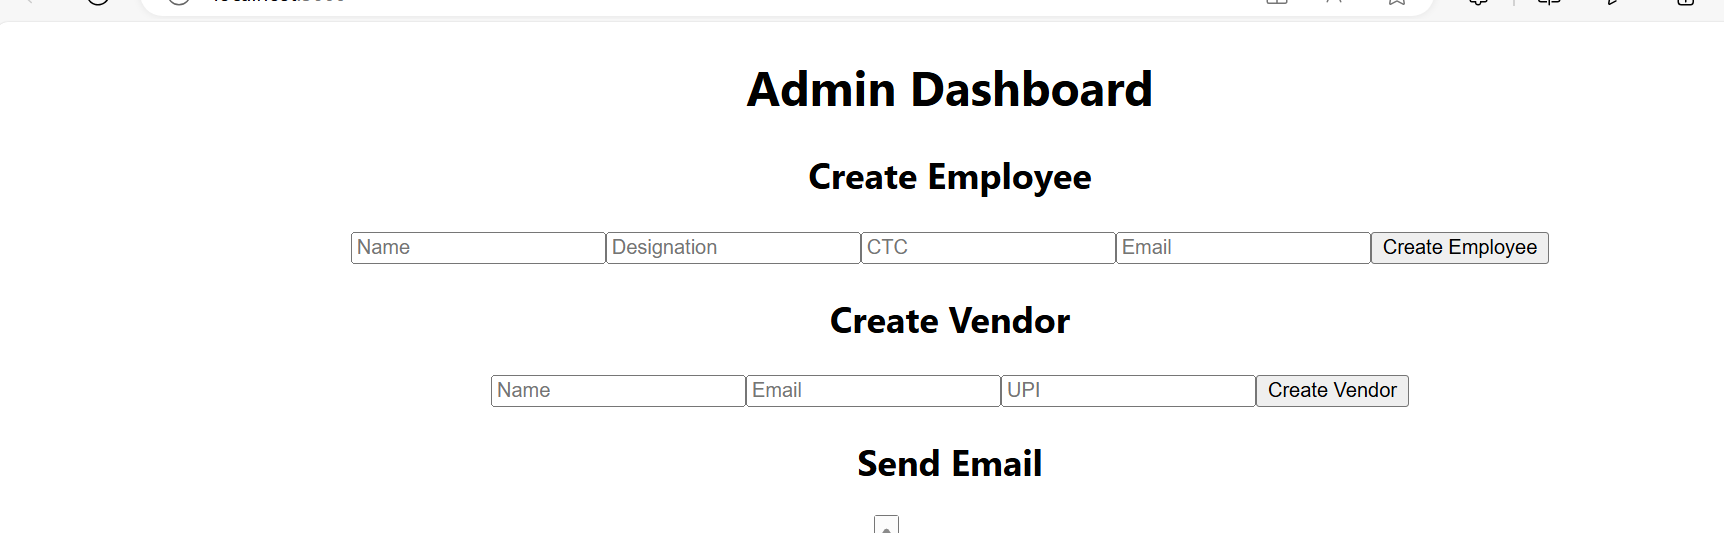 Admin Dashboard
Create Employee
Name Designation CTC Email Create Employee
Create Vendor
Name Email UPI Create Vendor
Send Email